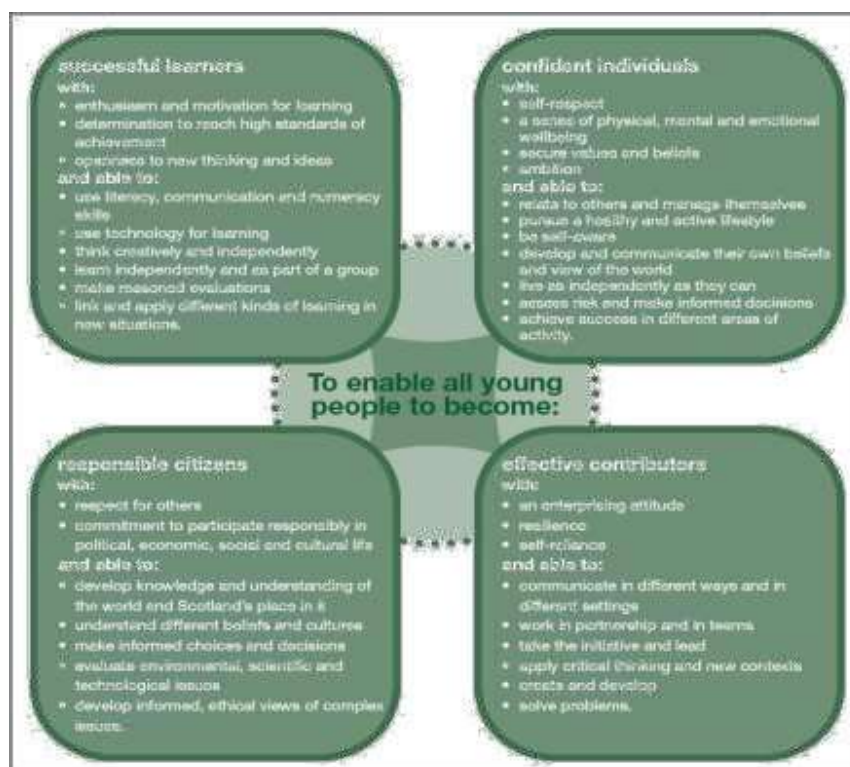 successful learners
with:
• enthusiasm and motivation for learning
• determination to reach high standards of
achievement
• openness to new thinking and ideas
and able to:
• use literacy, communication and numeracy
skills
• use technology for learning
• think creatively and independently
• learn independently and as part of a group
• make reasoned evaluations
• link and apply different kinds of learning in
new situations.
confident individuals
with:
• self-respect
• a sense of physical, mental and emotional
wellbeing
• secure values and beliefs
• ambition
and able to:
• relate to others and manage themselves
• pursue a healthy and active lifestyle
• be self-aware
• develop and communicate their own beliefs
and view of the world
• live as independently as they can
• assess risk and make informed decisions
• achieve success in different areas of
activity.
To enable all young
people to become:
responsible citizens
with:
• respect for others
• commitment to participate responsibly in
political, economic, social and cultural life
and able to:
• develop knowledge and understanding of
the world and Scotland's place in it
• understand different beliefs and cultures
• make informed choices and decisions
• evaluate environmental, scientific and
technological issues
• develop informed, ethical views of complex
issues.
effective contributors
with:
• an enterprising attitude
• resilience
• self-reliance
and able to:
• communicate in different ways and in
different settings
• work in partnership and in teams
• take the initiative and lead
• apply critical thinking and new contexts
• create and develop
• solve problems.